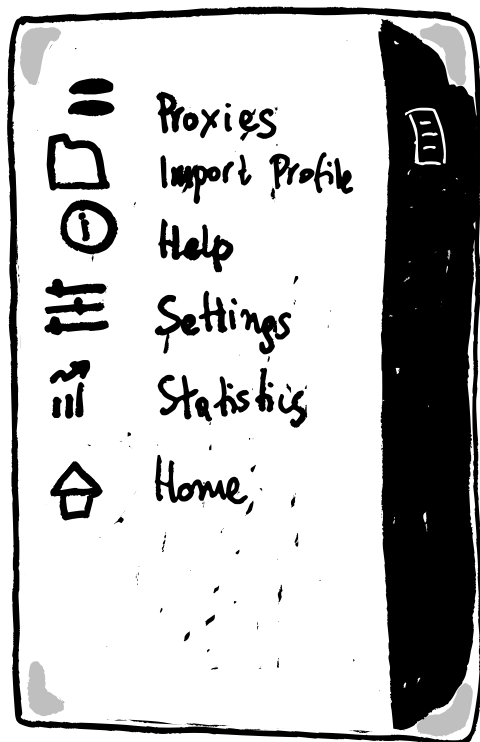 Proxies
Import Profile
Help
Settings
Statistics
Home